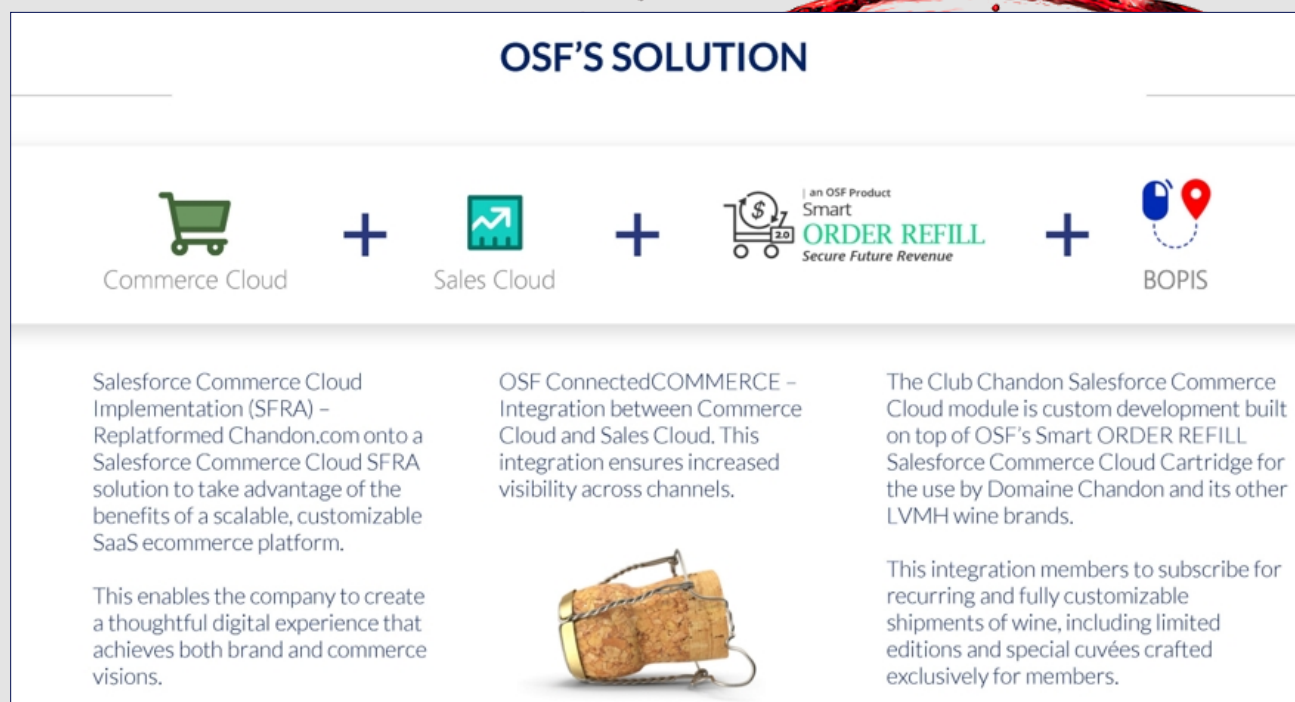 OSF'S SOLUTION
Commerce Cloud
Sales Cloud
| an OSF Product
Smart
2.0
$
ORDER REFILL
Secure Future Revenue
BOPIS
Salesforce Commerce Cloud
Implementation (SFRA) –
Replatformed Chandon.com onto a
Salesforce Commerce Cloud SFRA
solution to take advantage of the
benefits of a scalable, customizable
SaaS ecommerce platform.
This enables the company to create
a thoughtful digital experience that
achieves both brand and commerce
visions.
OSF ConnectedCOMMERCE –
Integration between Commerce
Cloud and Sales Cloud. This
integration ensures increased
visibility across channels.
The Club Chandon Salesforce Commerce
Cloud module is custom development built
on top of OSF's Smart ORDER REFILL
Salesforce Commerce Cloud Cartridge for
the use by Domaine Chandon and its other
LVMH wine brands.
This integration members to subscribe for
recurring and fully customizable
shipments of wine, including limited
editions and special cuvées crafted
exclusively for members.